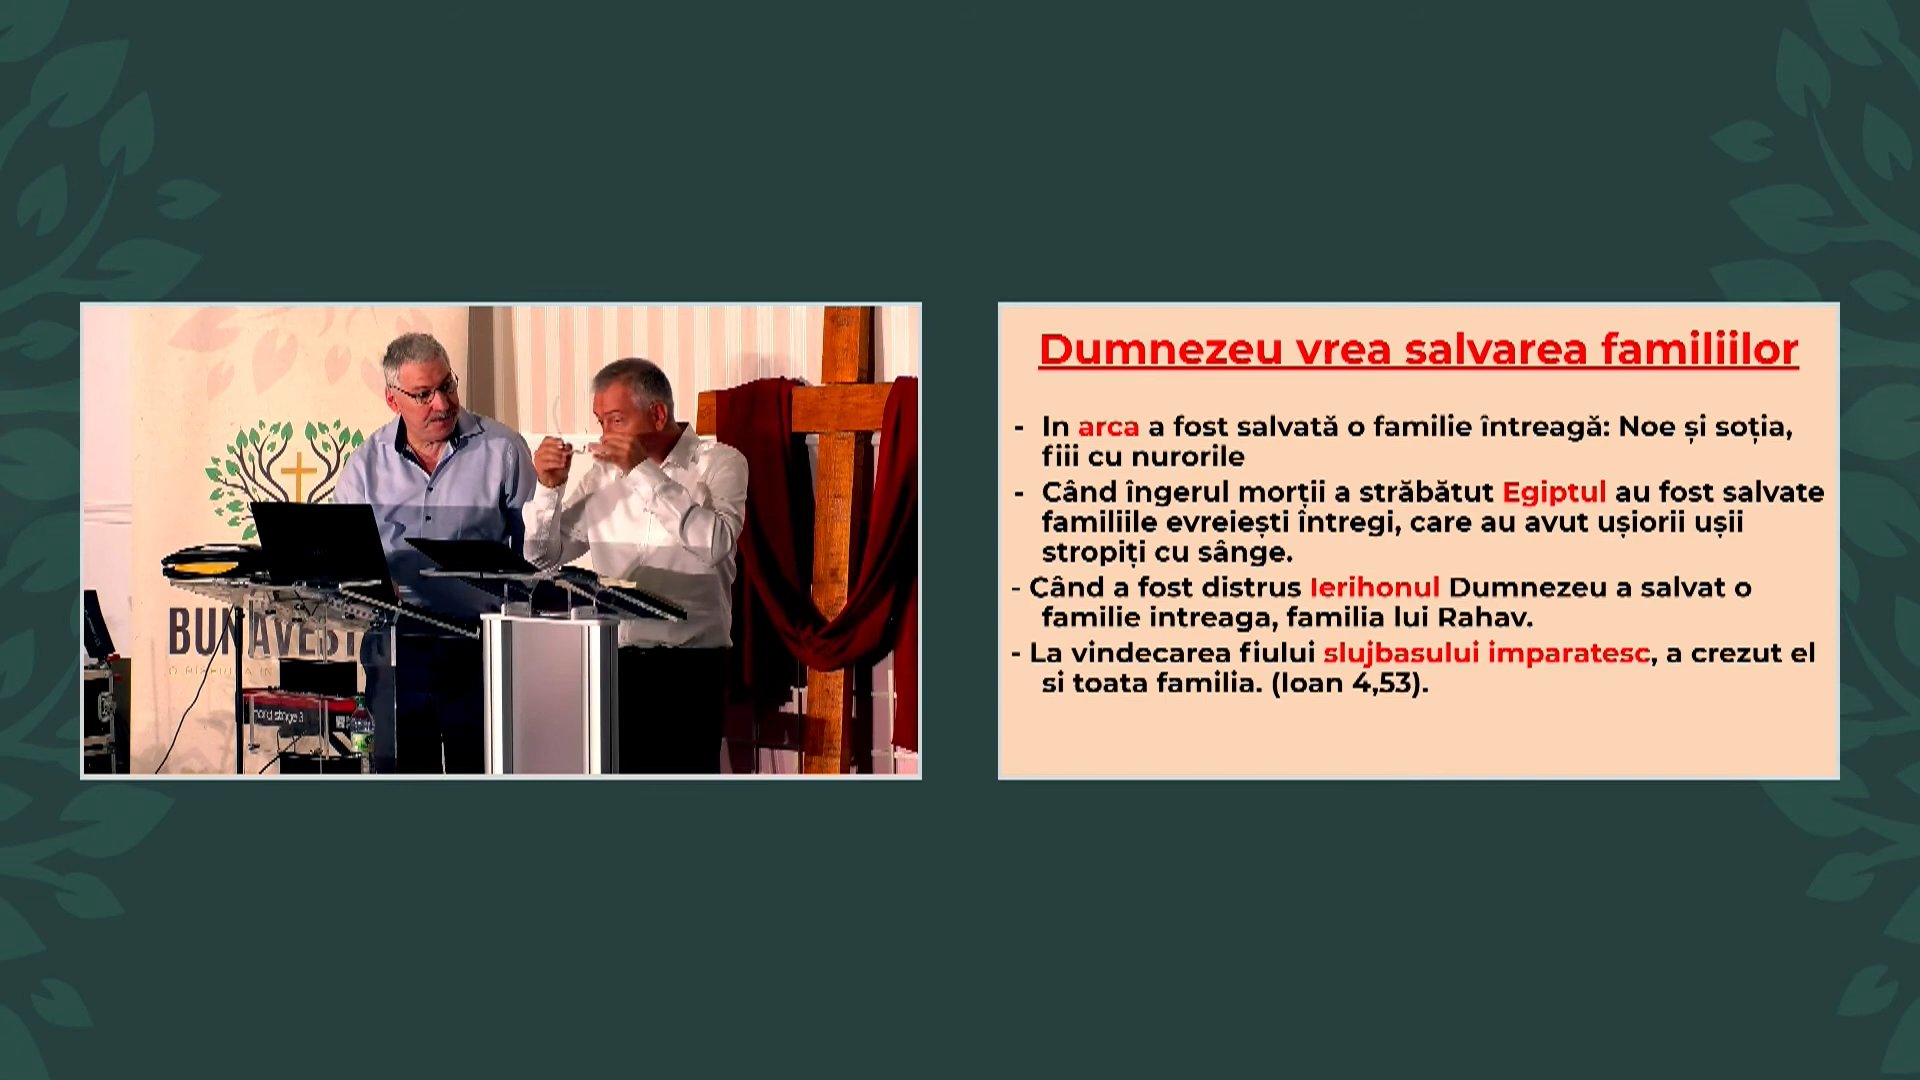 BUNAVESTI
nord stage 3
Dumnezeu vrea salvarea familiilor
- In arca a fost salvată o familie întreagă: Noe și soția,
fiii cu nurorile
- Când îngerul morții a străbătut Egiptul au fost salvate
familiile evreiești întregi, care au avut ușiorii ușii
stropiți cu sânge.
- Când a fost distrus Ierihonul Dumnezeu a salvat o
familie intreaga, familia lui Rahav.
- La vindecarea fiului slujbasului imparatesc, a crezut el
si toata familia. (Ioan 4,53).